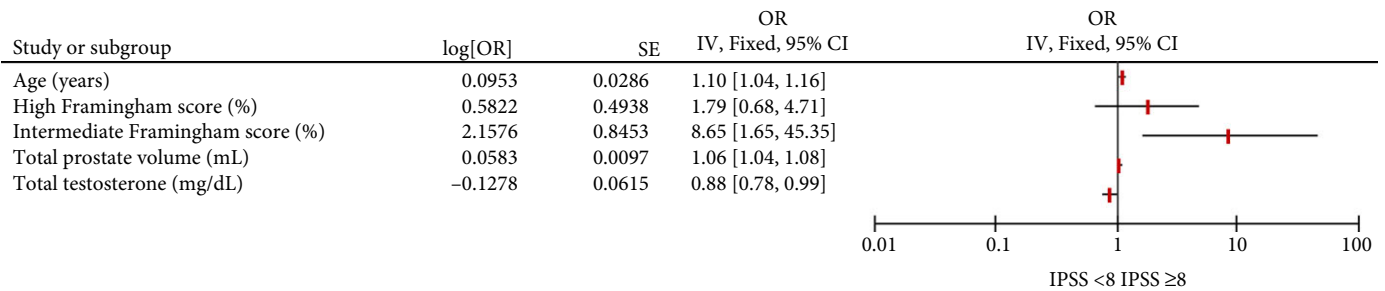 OR OR
Study or subgroup log[OR] SE IV, Fixed, 95% CI IV, Fixed, 95% CI
Age (years) 0.0953 0.0286 1.10 [1.04, 1.16]
High Framingham score (%) 0.5822 0.4938 1.79 [0.68, 4.71]
Intermediate Framingham score (%) 2.1576 0.8453 8.65 [1.65, 45.35]
Total prostate volume (mL) 0.0583 0.0097 1.06 [1.04, 1.08]
Total testosterone (mg/dL) –0.1278 0.0615 0.88 [0.78, 0.99]
0.01 0.1 1 10 100
IPSS <8 IPSS ≥8